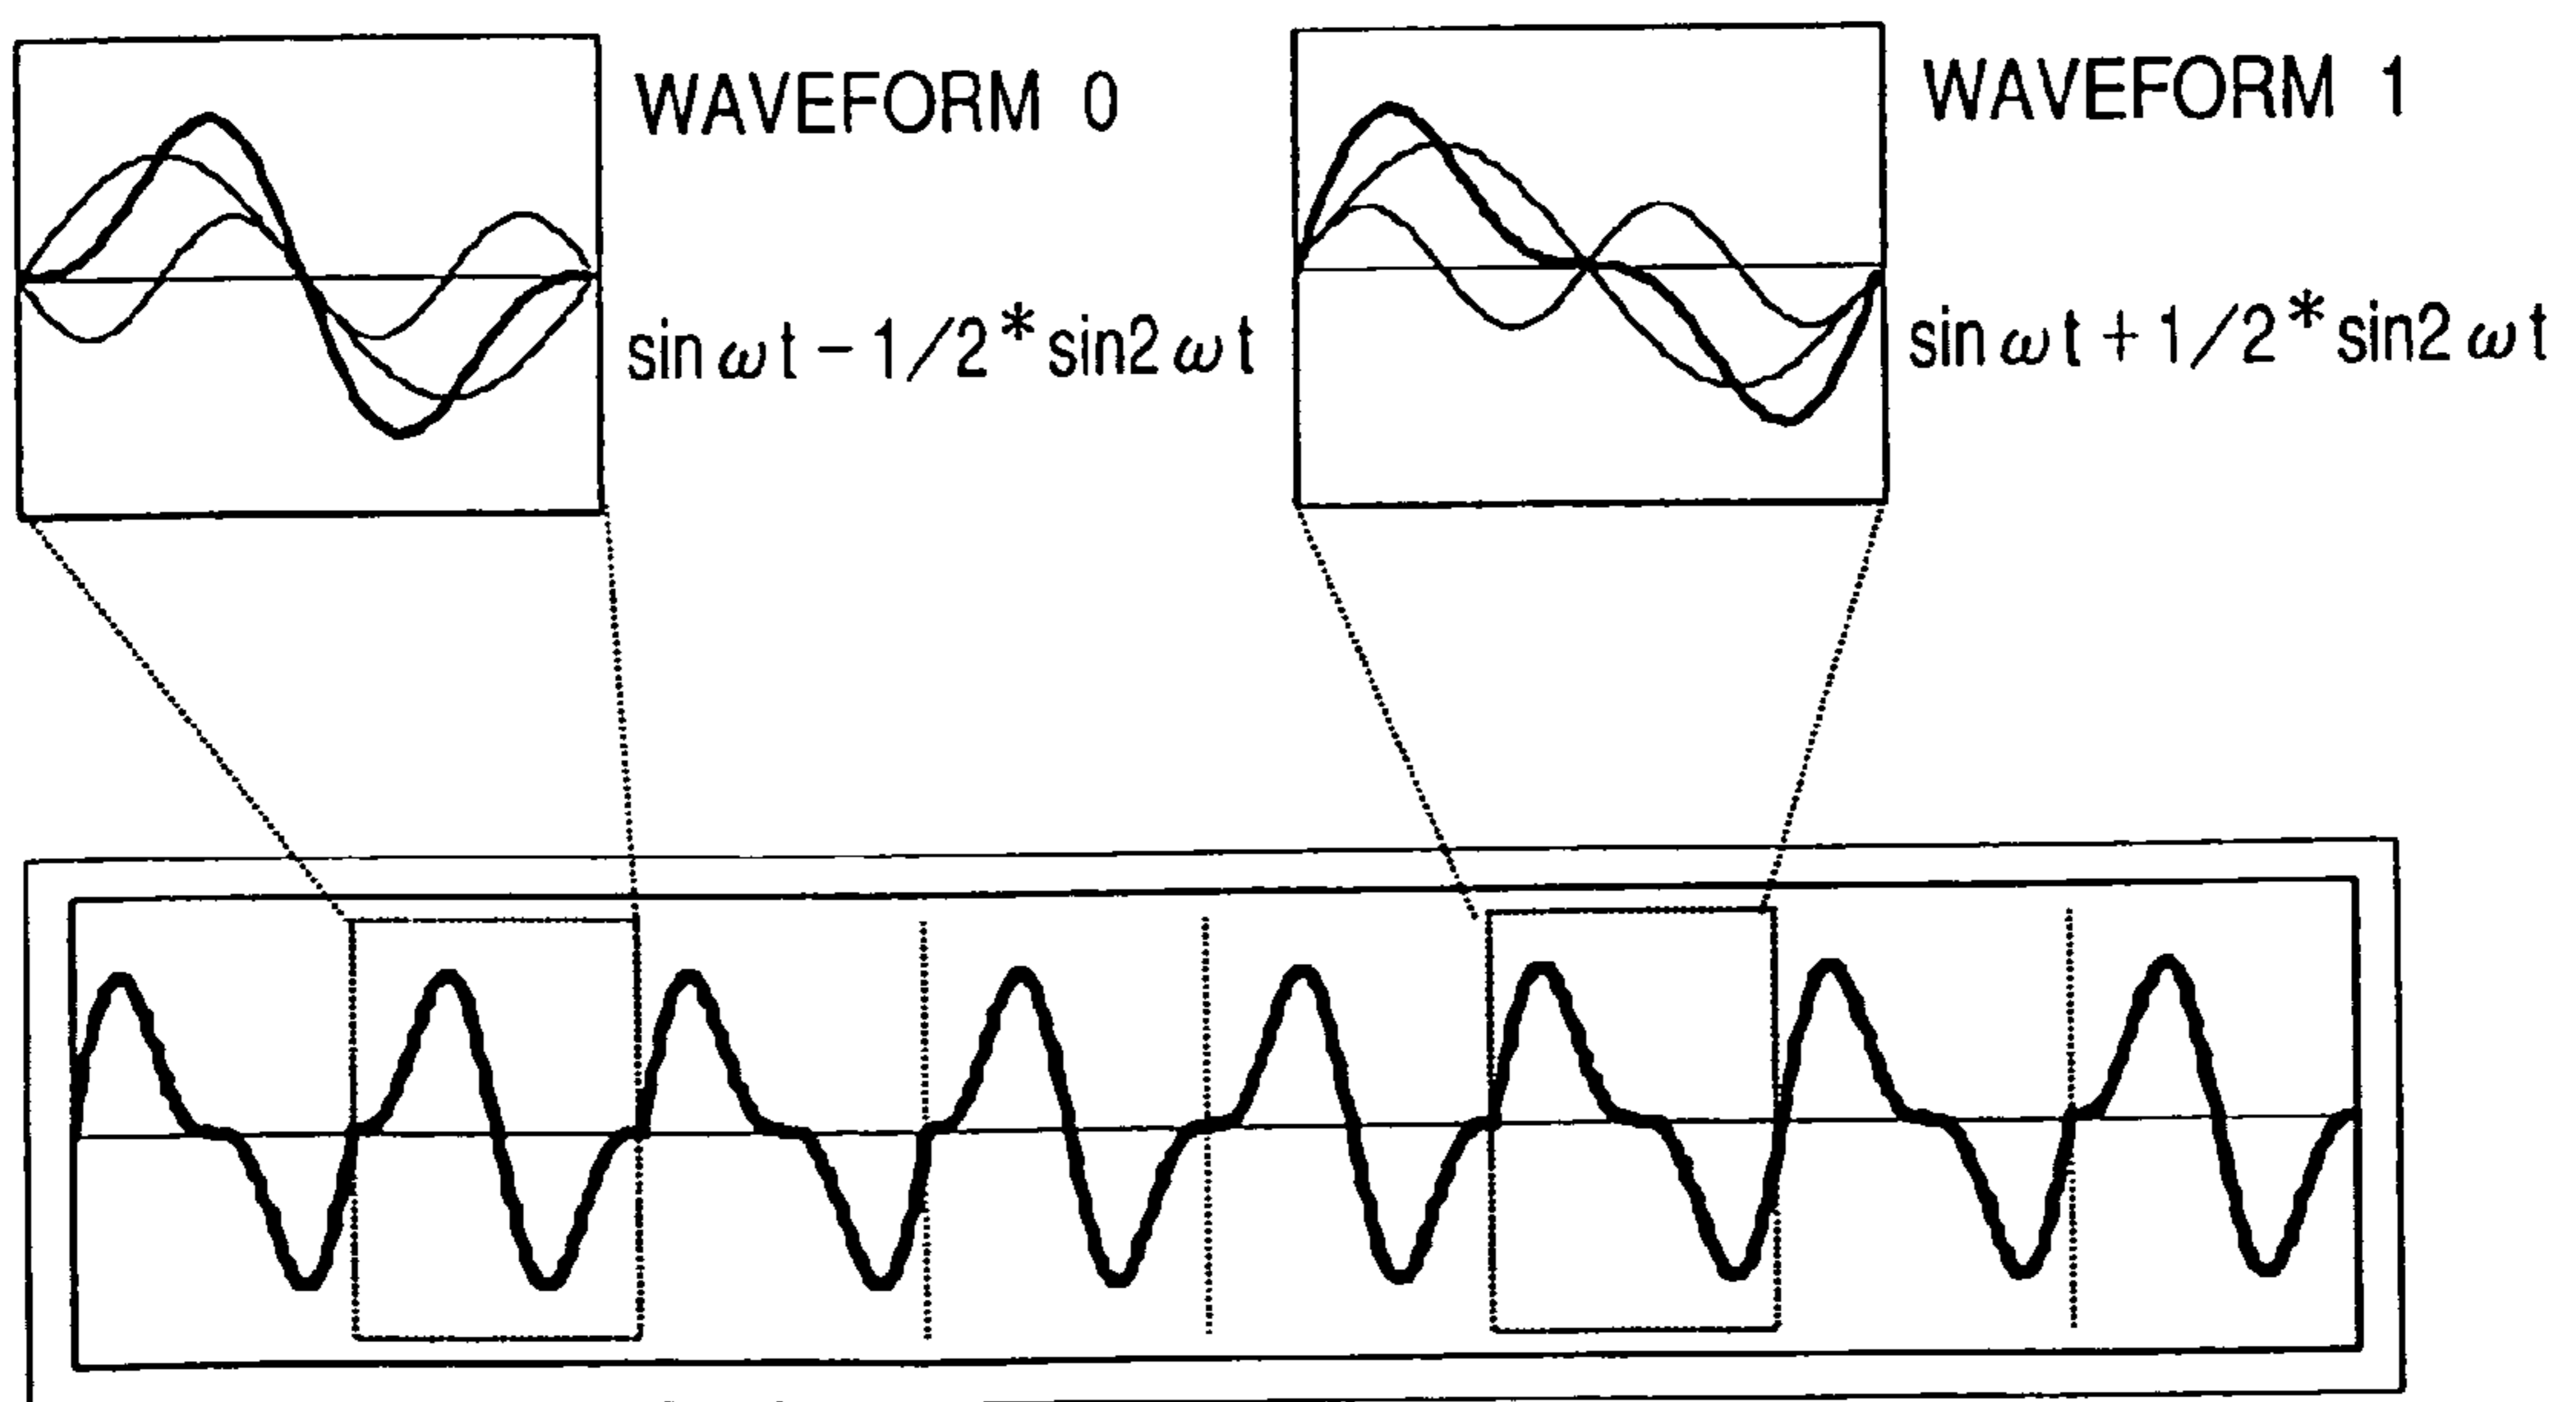 WAVEFORM 0
sin ω t − 1/2* sin2 ω t
WAVEFORM 1
sin ω t + 1/2* sin2 ω t